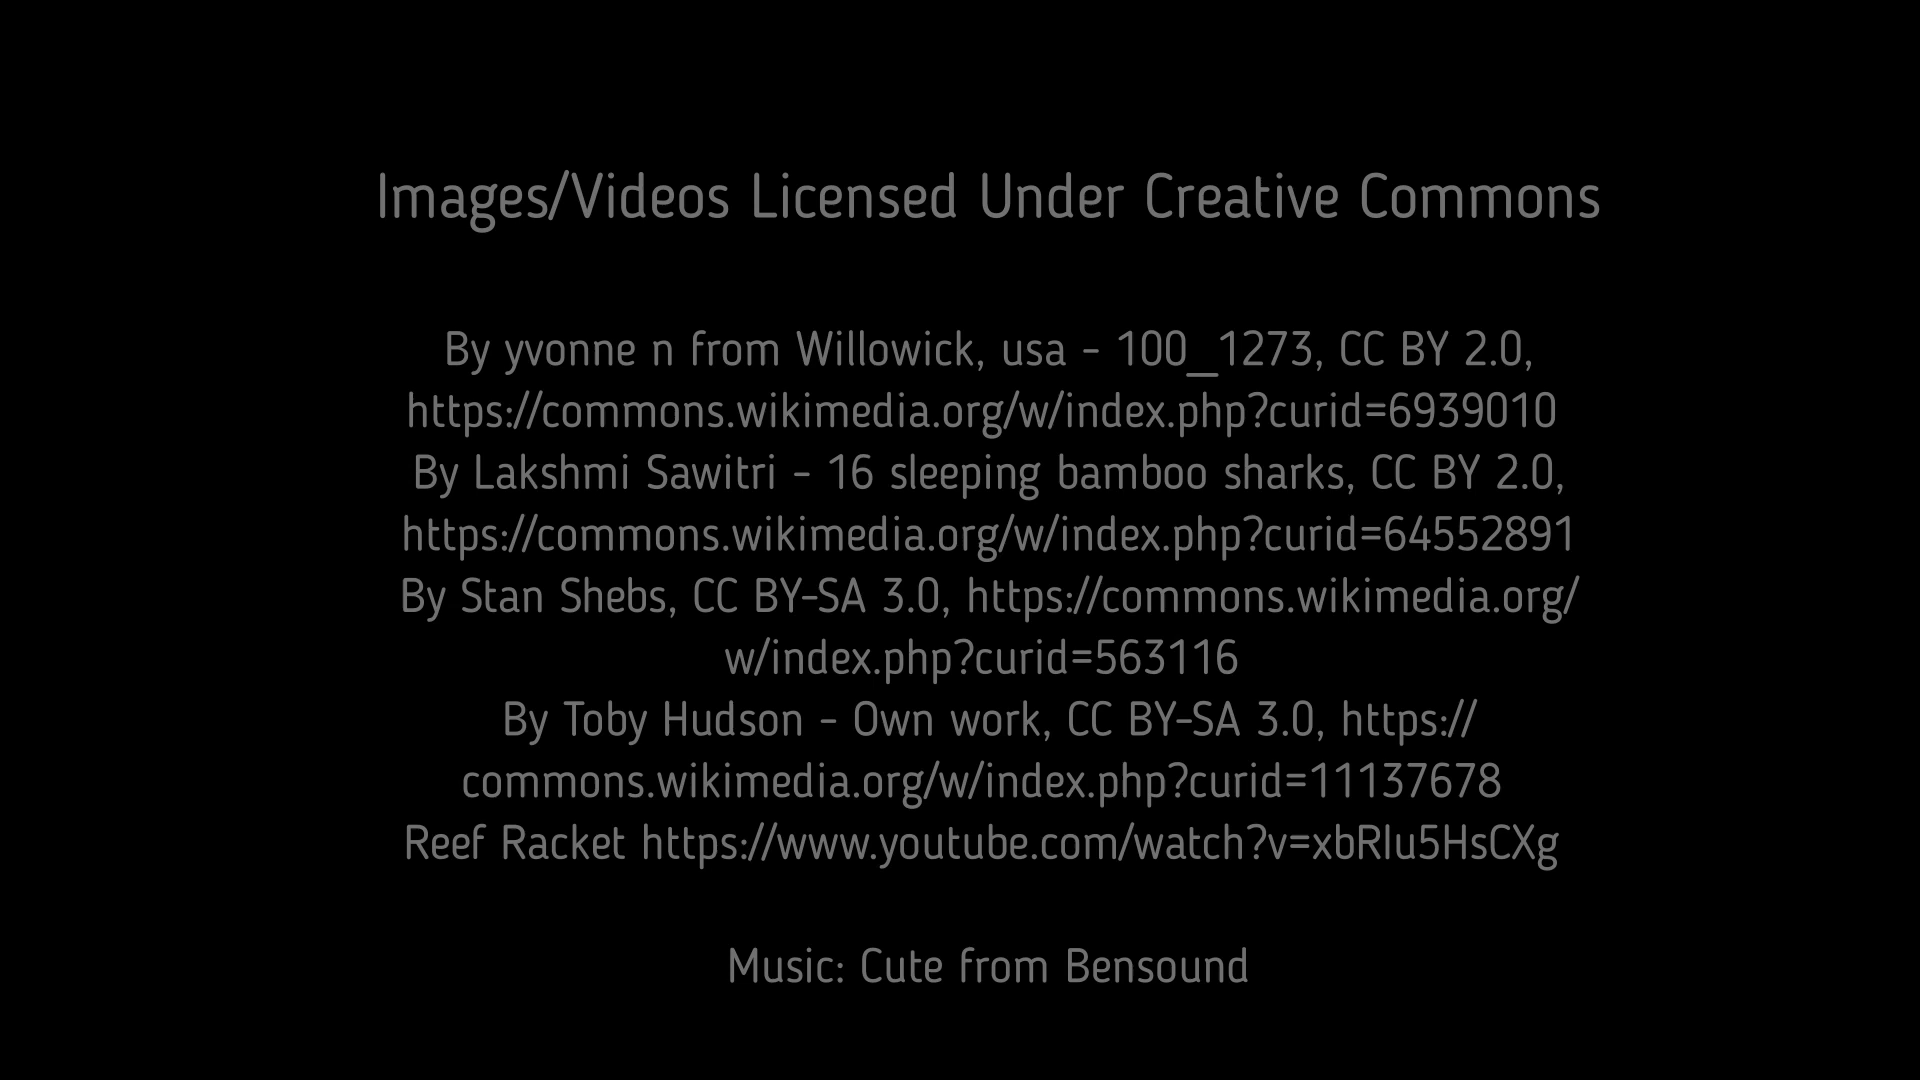 Images/Videos Licensed Under Creative Commons
By yvonne n from Willowick, usa - 100_1273, CC BY 2.0,
https://commons.wikimedia.org/w/index.php?curid=6939010
By Lakshmi Sawitri - 16 sleeping bamboo sharks, CC BY 2.0,
https://commons.wikimedia.org/w/index.php?curid=64552891
By Stan Shebs, CC BY-SA 3.0, https://commons.wikimedia.org/
w/index.php?curid=563116
By Toby Hudson - Own work, CC BY-SA 3.0, https://
commons.wikimedia.org/w/index.php?curid=11137678
Reef Racket https://www.youtube.com/watch?v=xbRIu5HsCXg
Music: Cute from Bensound